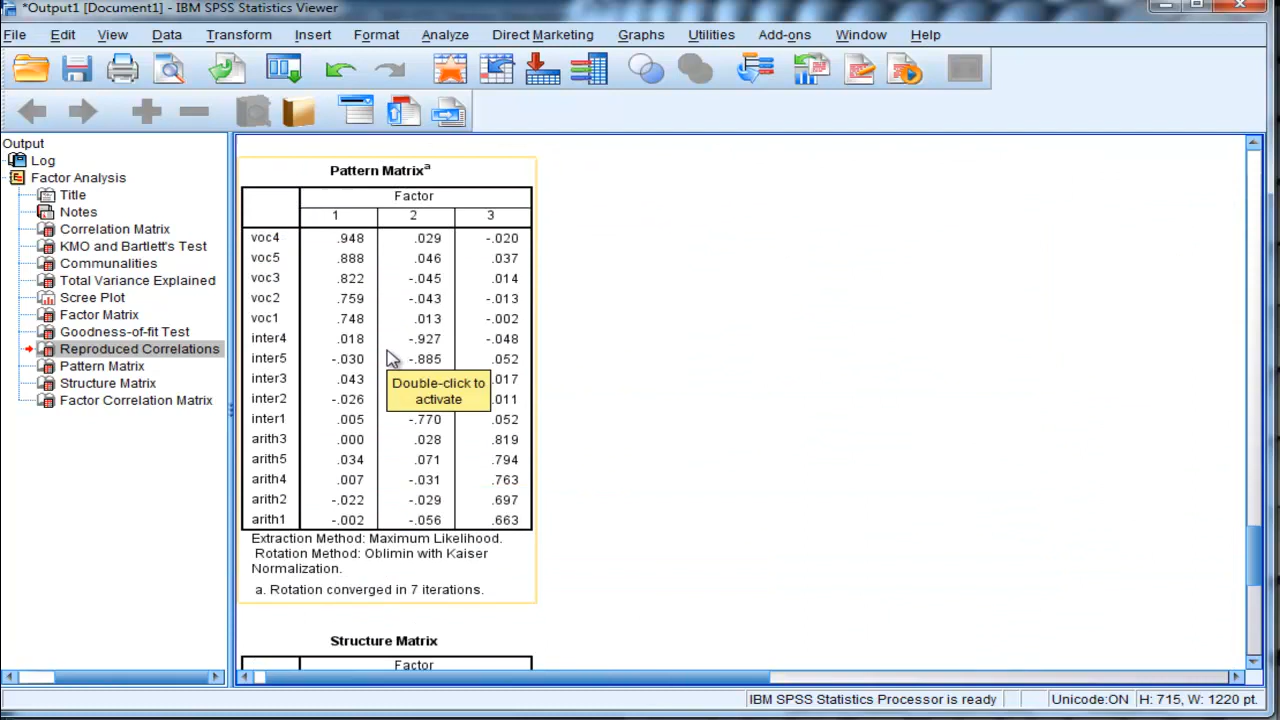 *Output1 [Document1] - IBM SPSS Statistics Viewer
File Edit View Data Transform Insert Format Analyze Direct Marketing Graphs Utilities Add-ons Window Help
Output
Log
Factor Analysis
Title
Notes
Correlation Matrix
KMO and Bartlett's Test
Communalities
Total Variance Explained
Scree Plot
Factor Matrix
Goodness-of-fit Test
Reproduced Correlations
Pattern Matrix
Structure Matrix
Factor Correlation Matrix
Pattern Matrixa
Factor
1 2 3
voc4 .948 .029 -.020
voc5 .888 .046 .037
voc3 .822 -.045 .014
voc2 .759 -.043 -.013
voc1 .748 .013 -.002
inter4 .018 -.927 -.048
inter5 -.030 -.885 .052
inter3 .043 .017
inter2 -.026 .011
inter1 .005 -.770 .052
arith3 .000 .028 .819
arith5 .034 .071 .794
arith4 .007 -.031 .763
arith2 -.022 -.029 .697
arith1 -.002 -.056 .663
Double-click to
activate
Extraction Method: Maximum Likelihood.
Rotation Method: Oblimin with Kaiser
Normalization.
a. Rotation converged in 7 iterations.
Structure Matrix
Factor
IBM SPSS Statistics Processor is ready Unicode:ON H: 715, W: 1220 pt.